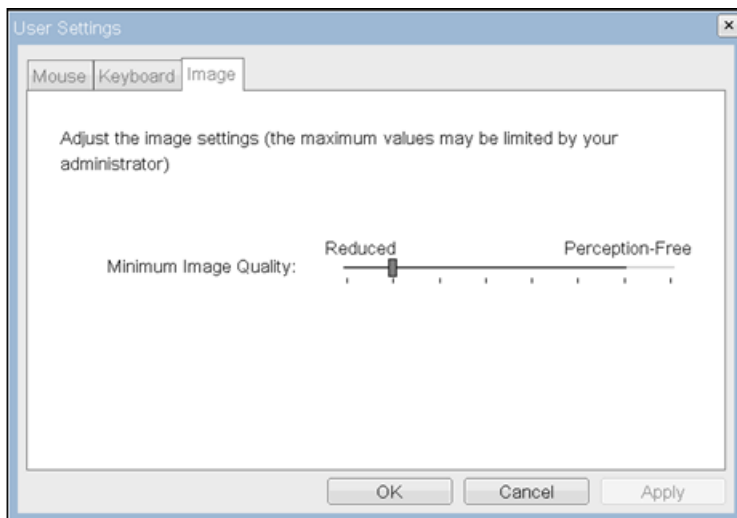 User Settings
Mouse Keyboard Image
Adjust the image settings (the maximum values may be limited by your
administrator)
Reduced Perception-Free
Minimum Image Quality:
OK Cancel Apply